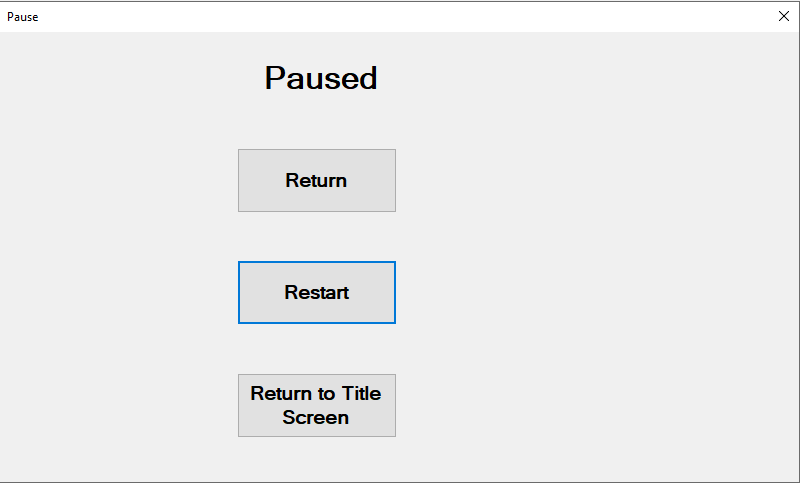 Pause
Paused
Return
Restart
Return to Title
Screen